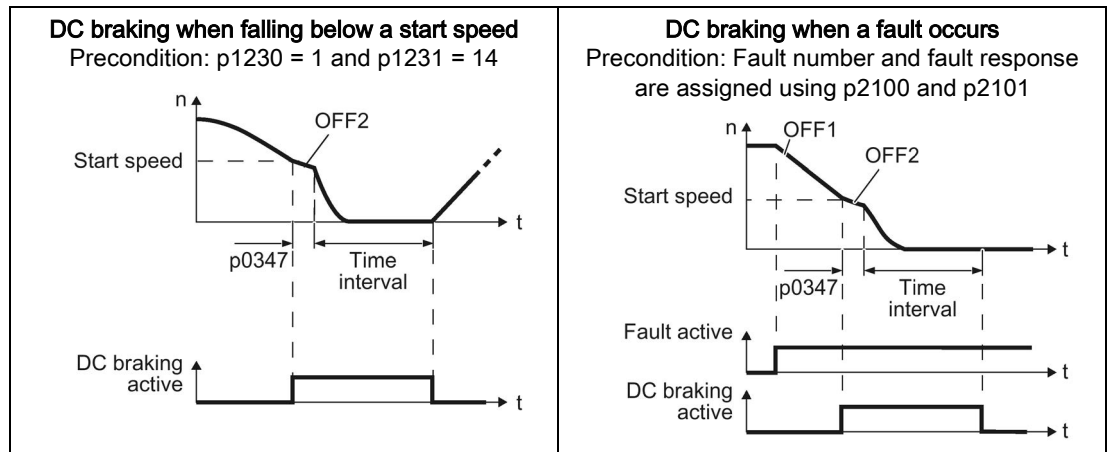 DC braking when falling below a start speed
Precondition: p1230 = 1 and p1231 = 14
n
OFF2
Start speed
t
p0347
Time
interval
DC braking
active
t
DC braking when a fault occurs
Precondition: Fault number and fault response
are assigned using p2100 and p2101
n
OFF1
OFF2
Start speed
t
p0347
Time
interval
Fault active
t
DC braking
active
t